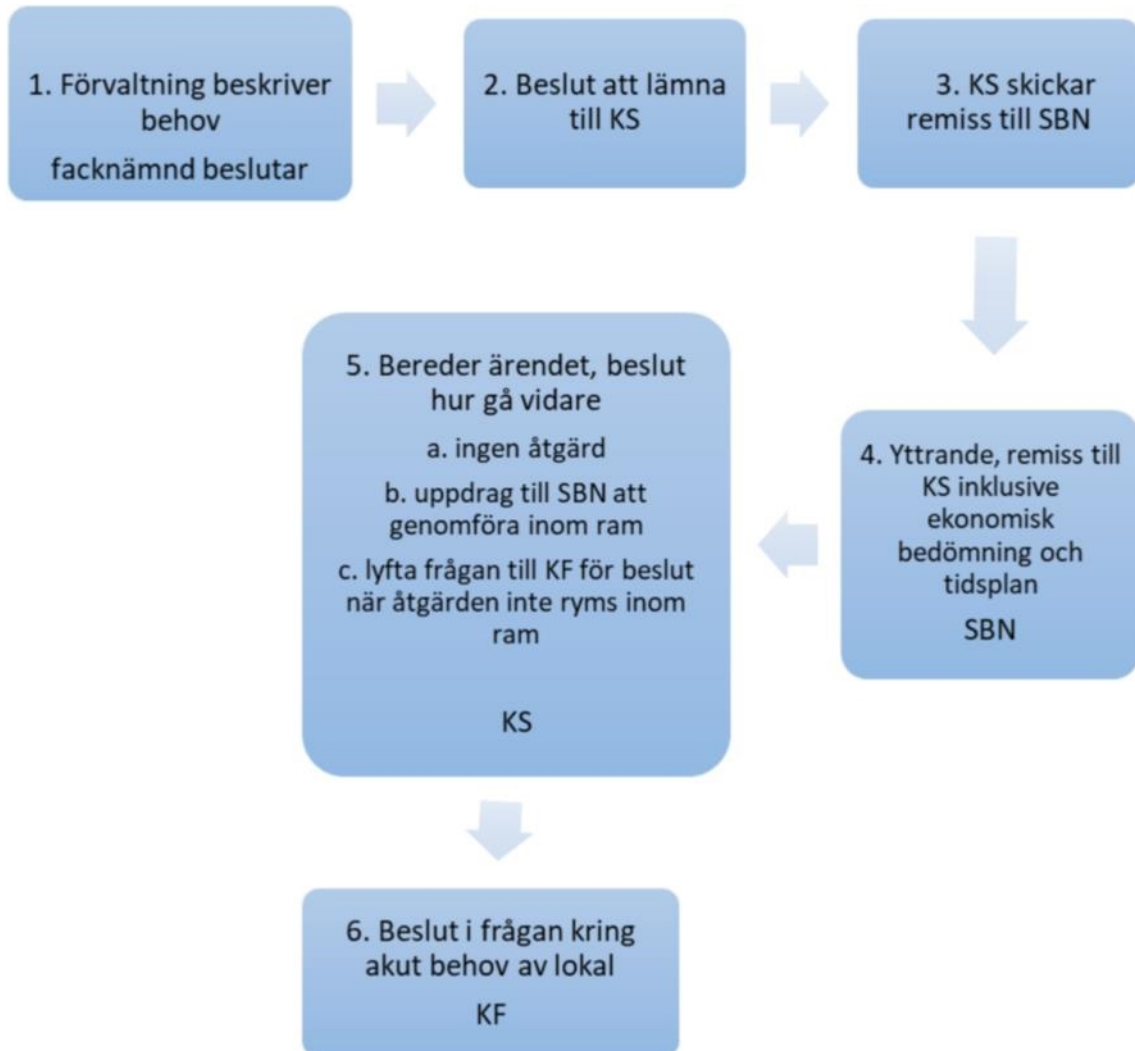 1. Förvaltning beskriver
behov
facknämnd beslutar
2. Beslut att lämna
till KS
3. KS skickar
remiss till SBN
4. Yttrande, remiss till
KS inklusive
ekonomisk
bedömning och
tidsplan
SBN
5. Bereder ärendet, beslut
hur gå vidare
a. ingen åtgärd
b. uppdrag till SBN att
genomföra inom ram
c. lyfta frågan till KF för beslut
när åtgärden inte ryms inom
ram
KS
6. Beslut i frågan kring
akut behov av lokal
KF